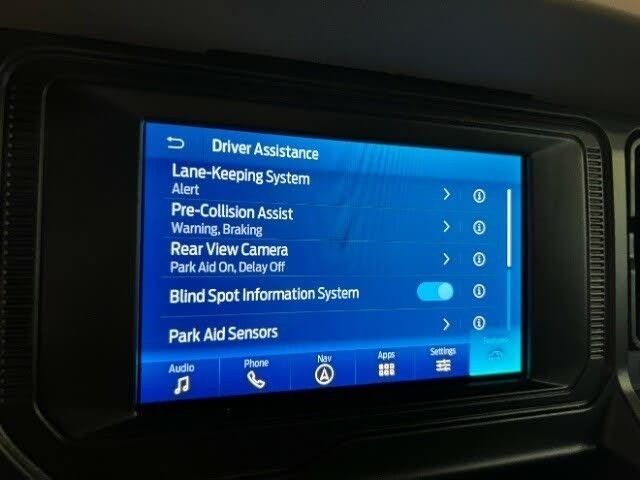 Driver Assistance
Lane-Keeping System
Alert
Pre-Collision Assist
Warning, Braking
Rear View Camera
Park Aid On, Delay Off
Blind Spot Information System
Park Aid Sensors
Audio
Phone
Nav
Apps
Settings
Features